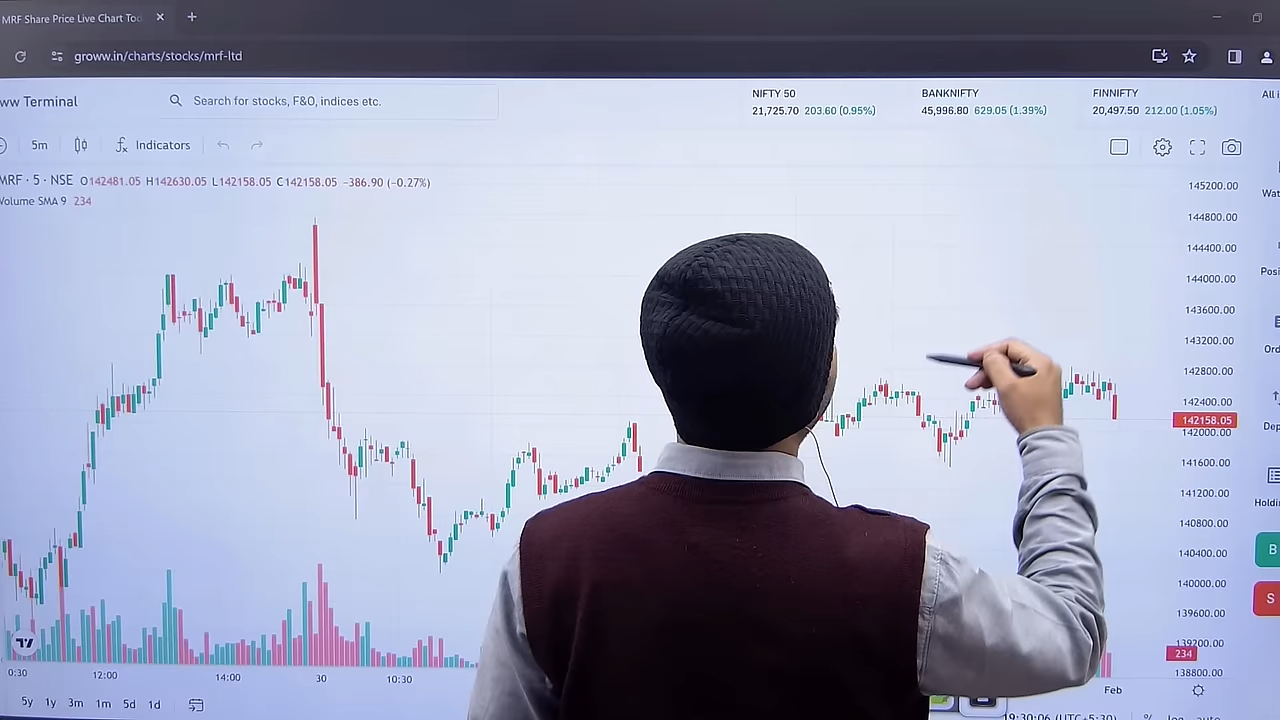 MRF Share Price Live Chart Tod
groww.in/charts/stocks/mrf-ltd
ww Terminal
Search for stocks, F&O, indices etc.
NIFTY 50
21,725.70 203.60 (0.95%)
BANKNIFTY
45,996.80 629.05 (1.39%)
FINNIFTY
20,497.50 212.00 (1.05%)
All i
5m
Indicators
MRF · 5 · NSE O142481.05 H142630.05 L142158.05 C142158.05 −386.90 (−0.27%)
Volume SMA 9 234
145200.00
144800.00
144400.00
144000.00
143600.00
143200.00
142800.00
142400.00
142158.05
142000.00
141600.00
141200.00
140800.00
140400.00
140000.00
139600.00
139200.00
234
138800.00
Wat
Posi
Ord
Dep
Holdin
B
S
0:30
12:00
14:00
30
10:30
Feb
5y 1y 3m 1m 5d 1d
19:30:06 (UTC+5:30)
% log auto